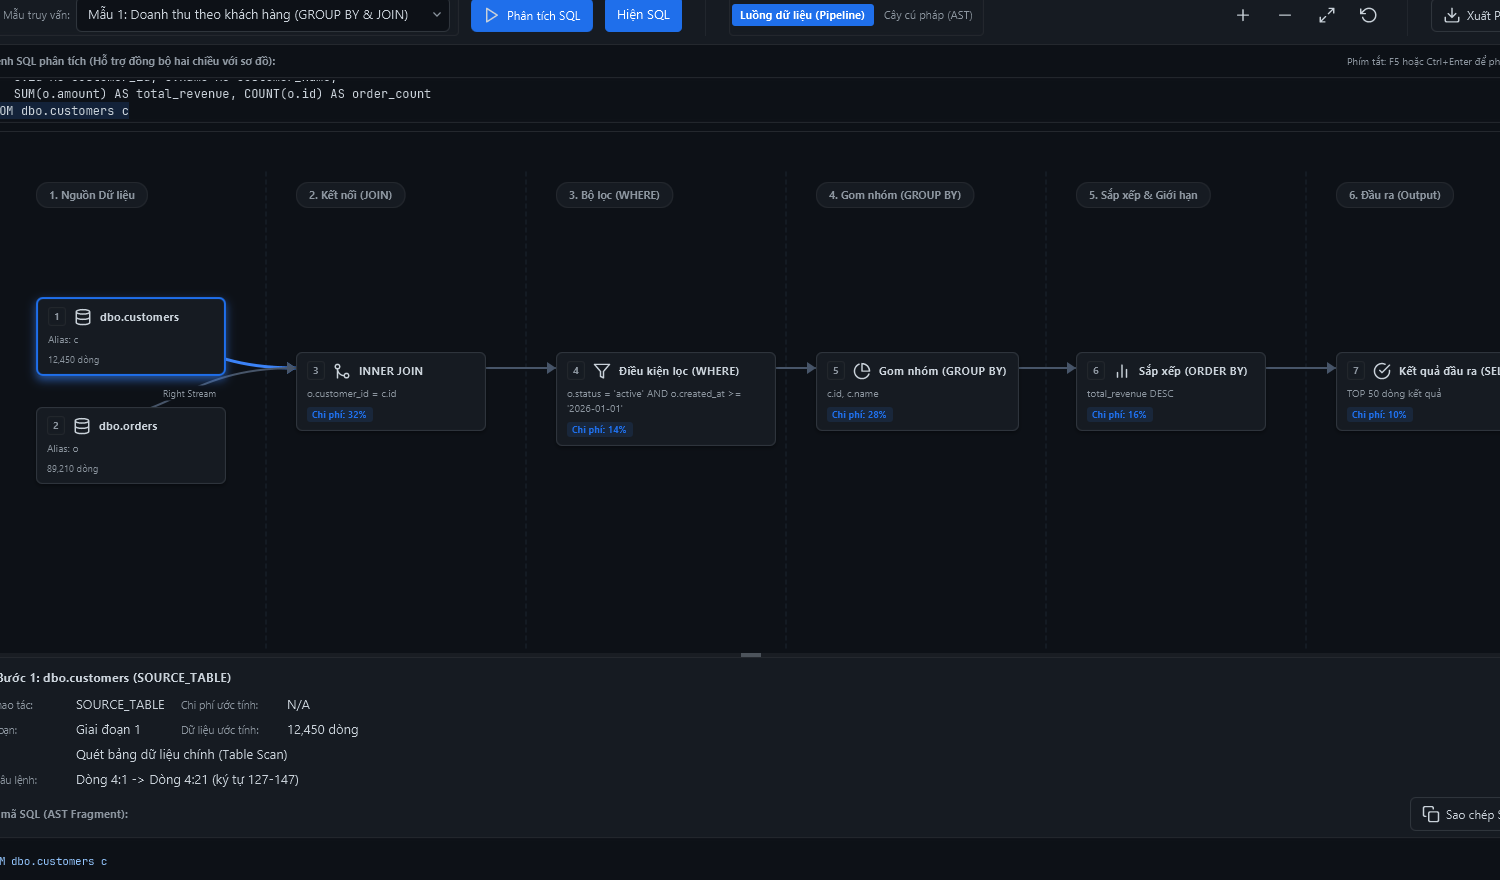 Mẫu truy vấn: Mẫu 1: Doanh thu theo khách hàng (GROUP BY & JOIN) Phân tích SQL Hiện SQL Luồng dữ liệu (Pipeline) Cây cú pháp (AST) Xuất P
ệnh SQL phân tích (Hỗ trợ đồng bộ hai chiều với sơ đồ): Phím tắt: F5 hoặc Ctrl+Enter để ph
SUM(o.amount) AS total_revenue, COUNT(o.id) AS order_count
OM dbo.customers c
1. Nguồn Dữ liệu 2. Kết nối (JOIN) 3. Bộ lọc (WHERE) 4. Gom nhóm (GROUP BY) 5. Sắp xếp & Giới hạn 6. Đầu ra (Output)
1 dbo.customers
Alias: c
12,450 dòng
Right Stream
2 dbo.orders
Alias: o
89,210 dòng
3 INNER JOIN
o.customer_id = c.id
Chi phí: 32%
4 Điều kiện lọc (WHERE)
o.status = 'active' AND o.created_at >=
'2026-01-01'
Chi phí: 14%
5 Gom nhóm (GROUP BY)
c.id, c.name
Chi phí: 28%
6 Sắp xếp (ORDER BY)
total_revenue DESC
Chi phí: 16%
7 Kết quả đầu ra (SEL
TOP 50 dòng kết quả
Chi phí: 10%
Bước 1: dbo.customers (SOURCE_TABLE)
hao tác: SOURCE_TABLE Chi phí ước tính: N/A
oạn: Giai đoạn 1 Dữ liệu ước tính: 12,450 dòng
Quét bảng dữ liệu chính (Table Scan)
âu lệnh: Dòng 4:1 -> Dòng 4:21 (ký tự 127-147)
mã SQL (AST Fragment): Sao chép S
M dbo.customers c